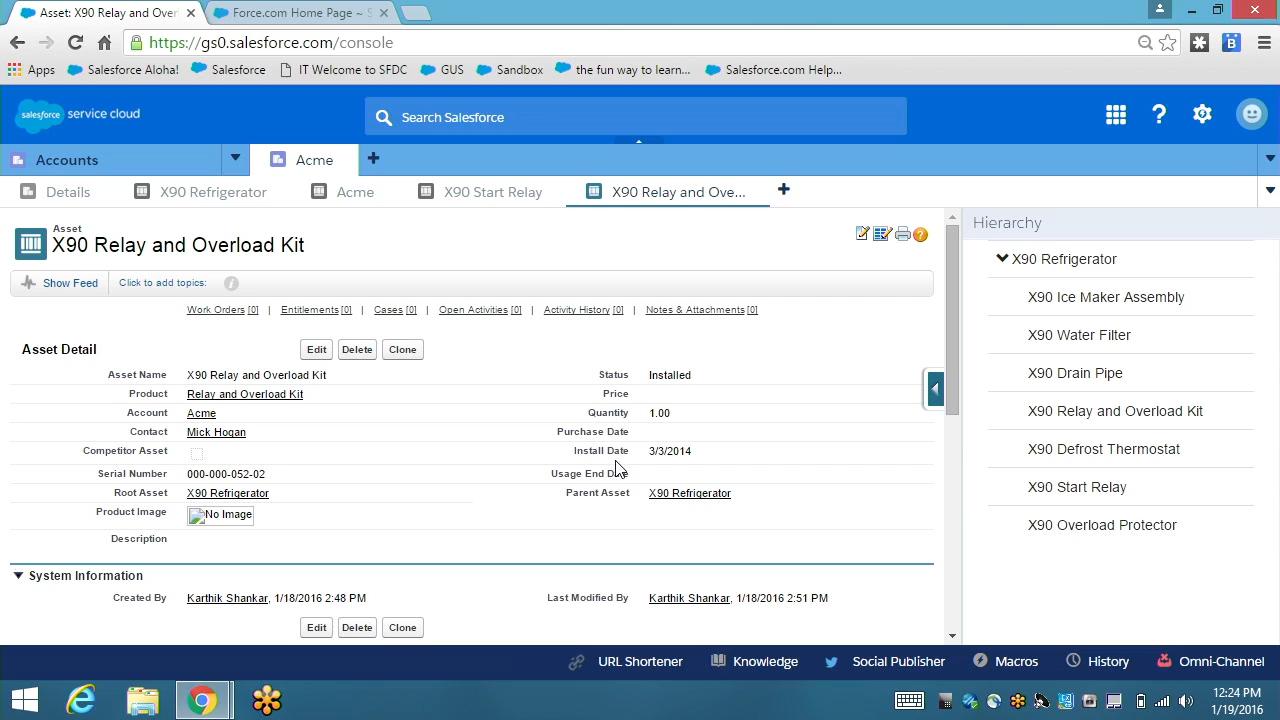 Asset: X90 Relay and Over
Force.com Home Page ~ S
https://gs0.salesforce.com/console
Apps
Salesforce Aloha!
Salesforce
IT Welcome to SFDC
GUS
Sandbox
the fun way to learn...
Salesforce.com Help...
salesforce service cloud
Search Salesforce
Accounts
Acme
Details
X90 Refrigerator
Acme
X90 Start Relay
X90 Relay and Ove...
Asset
X90 Relay and Overload Kit
Show Feed
Click to add topics:
Work Orders [0] | Entitlements [0] | Cases [0] | Open Activities [0] | Activity History [0] | Notes & Attachments [0]
Asset Detail
Edit Delete Clone
Asset Name X90 Relay and Overload Kit Status Installed
Product Relay and Overload Kit Price
Account Acme Quantity 1.00
Contact Mick Hogan Purchase Date
Competitor Asset Install Date 3/3/2014
Serial Number 000-000-052-02 Usage End Date
Root Asset X90 Refrigerator Parent Asset X90 Refrigerator
Product Image No Image
Description
System Information
Created By Karthik Shankar, 1/18/2016 2:48 PM Last Modified By Karthik Shankar, 1/18/2016 2:51 PM
Edit Delete Clone
Hierarchy
X90 Refrigerator
X90 Ice Maker Assembly
X90 Water Filter
X90 Drain Pipe
X90 Relay and Overload Kit
X90 Defrost Thermostat
X90 Start Relay
X90 Overload Protector
URL Shortener
Knowledge
Social Publisher
Macros
History
Omni-Channel
12:24 PM
1/19/2016